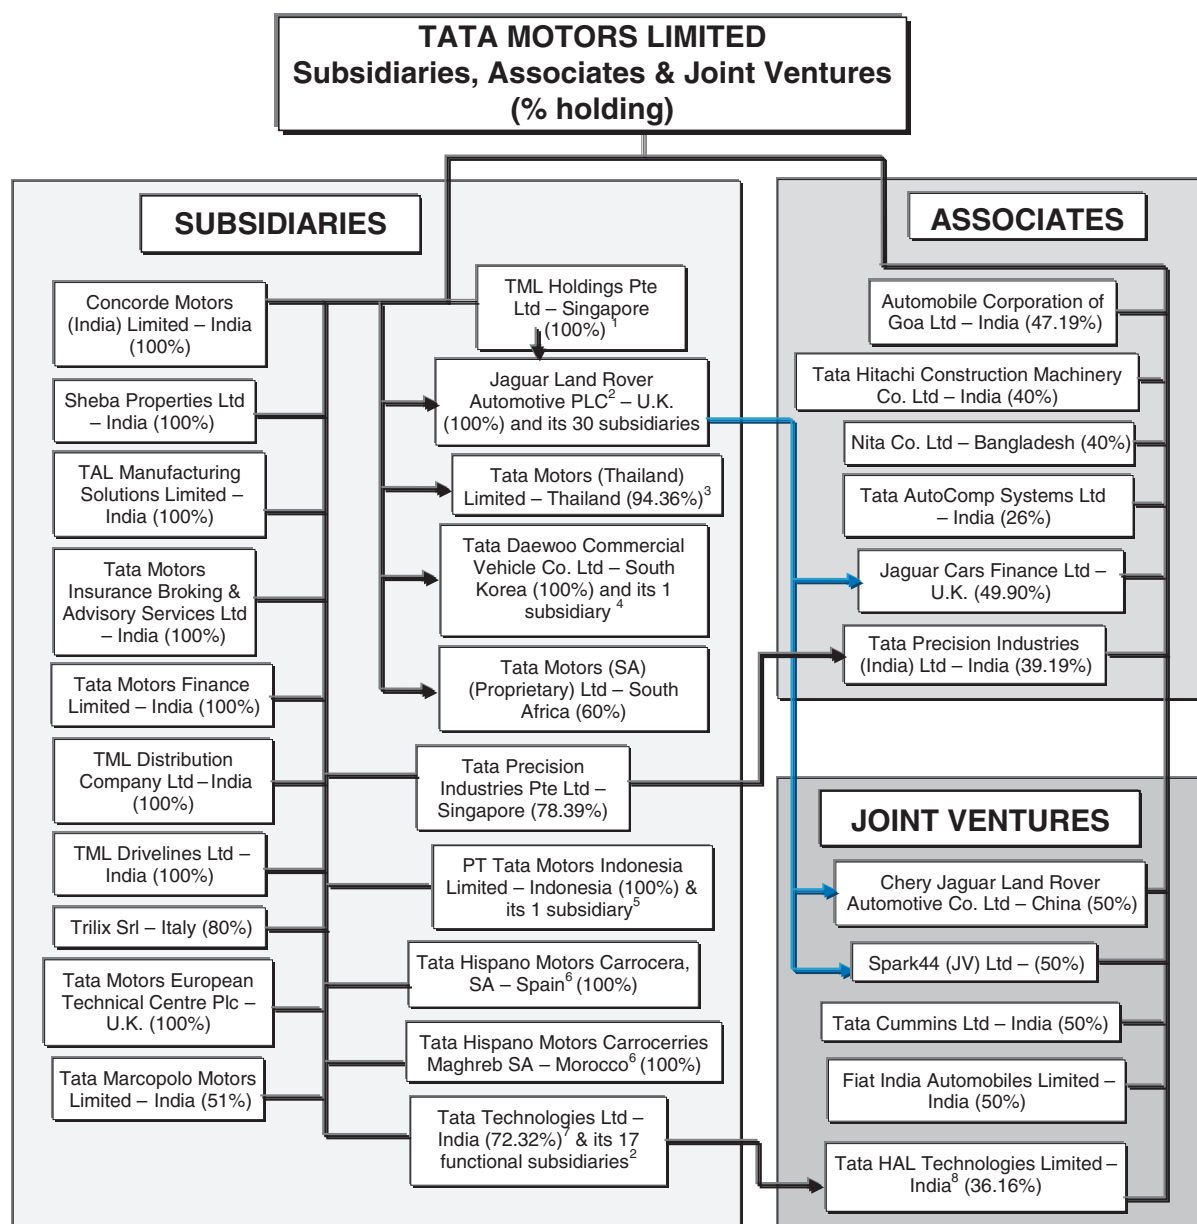 TATA MOTORS LIMITED
Subsidiaries, Associates & Joint Ventures
(% holding)
SUBSIDIARIES
Concorde Motors
(India) Limited – India
(100%)
Sheba Properties Ltd
– India (100%)
TAL Manufacturing
Solutions Limited –
India (100%)
Tata Motors
Insurance Broking &
Advisory Services Ltd
– India (100%)
Tata Motors Finance
Limited – India (100%)
TML Distribution
Company Ltd – India
(100%)
TML Drivelines Ltd –
India (100%)
Trilix Srl – Italy (80%)
Tata Motors European
Technical Centre Plc –
U.K. (100%)
Tata Marcopolo Motors
Limited – India (51%)
TML Holdings Pte
Ltd – Singapore
(100%) 1
Jaguar Land Rover
Automotive PLC2 – U.K.
(100%) and its 30 subsidiaries
Tata Motors (Thailand)
Limited – Thailand (94.36%)3
Tata Daewoo Commercial
Vehicle Co. Ltd – South
Korea (100%) and its 1
subsidiary 4
Tata Motors (SA)
(Proprietary) Ltd – South
Africa (60%)
Tata Precision
Industries Pte Ltd –
Singapore (78.39%)
PT Tata Motors Indonesia
Limited – Indonesia (100%) &
its 1 subsidiary5
Tata Hispano Motors Carrocera,
SA – Spain6 (100%)
Tata Hispano Motors Carrocerries
Maghreb SA – Morocco6 (100%)
Tata Technologies Ltd –
India (72.32%)7 & its 17
functional subsidiaries2
ASSOCIATES
Automobile Corporation of
Goa Ltd – India (47.19%)
Tata Hitachi Construction Machinery
Co. Ltd – India (40%)
Nita Co. Ltd – Bangladesh (40%)
Tata AutoComp Systems Ltd
– India (26%)
Jaguar Cars Finance Ltd –
U.K. (49.90%)
Tata Precision Industries
(India) Ltd – India (39.19%)
JOINT VENTURES
Chery Jaguar Land Rover
Automotive Co. Ltd – China (50%)
Spark44 (JV) Ltd – (50%)
Tata Cummins Ltd – India (50%)
Fiat India Automobiles Limited –
India (50%)
Tata HAL Technologies Limited –
India8 (36.16%)